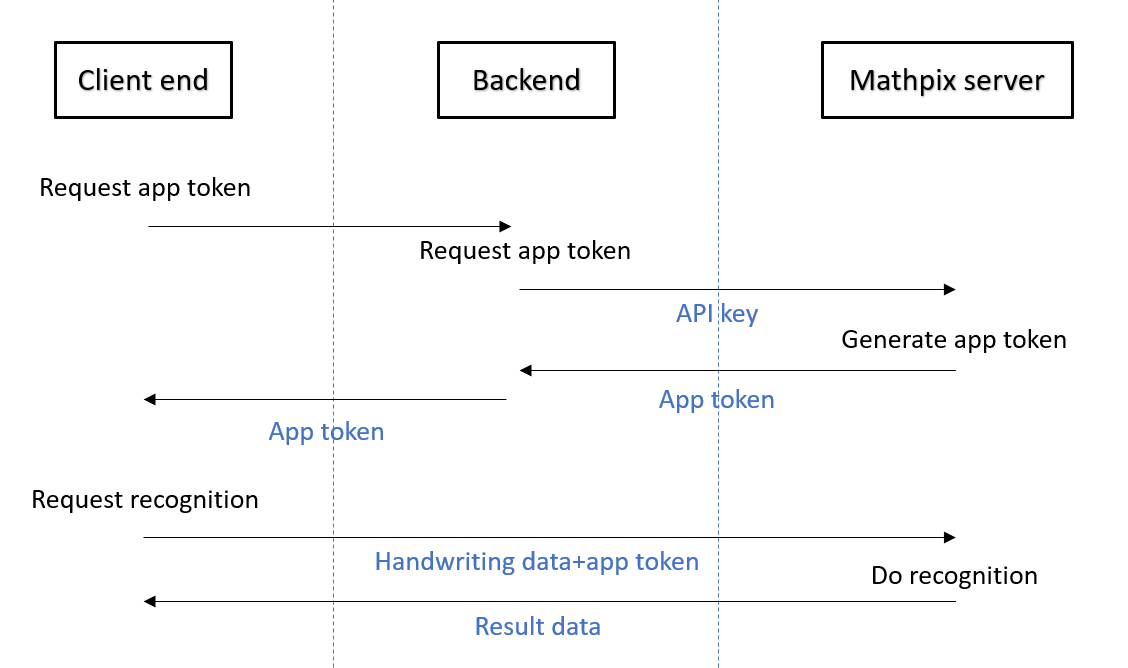 Client end
Backend
Mathpix server
Request app token
Request app token
API key
Generate app token
App token
App token
Request recognition
Handwriting data+app token
Do recognition
Result data